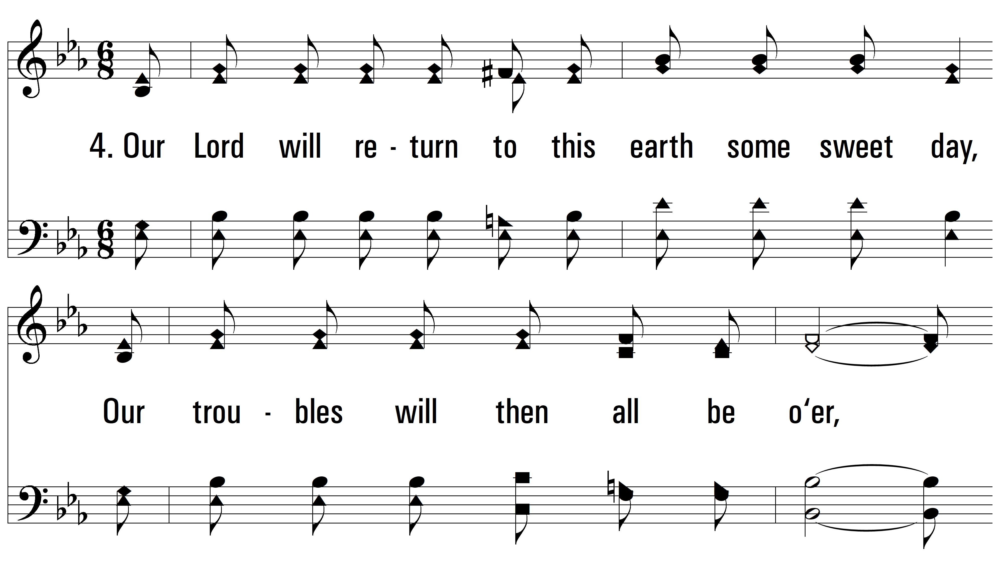 4. Our Lord will re - turn to this earth some sweet day,
Our trou - bles will then all be o‘er,